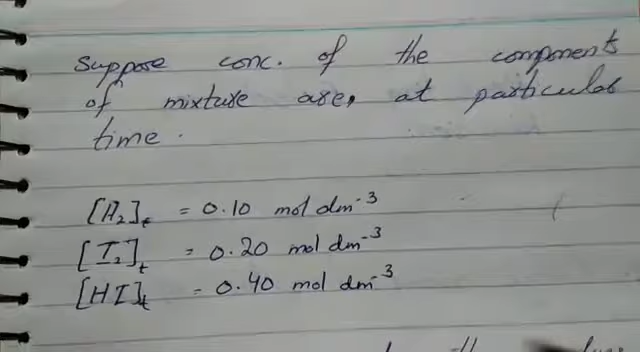 Suppose conc. of the components
of mixture are, at particular
time.
[H₂]t = 0.10 mol dm⁻³
[I₂]t = 0.20 mol dm⁻³
[HI]t = 0.40 mol dm⁻³